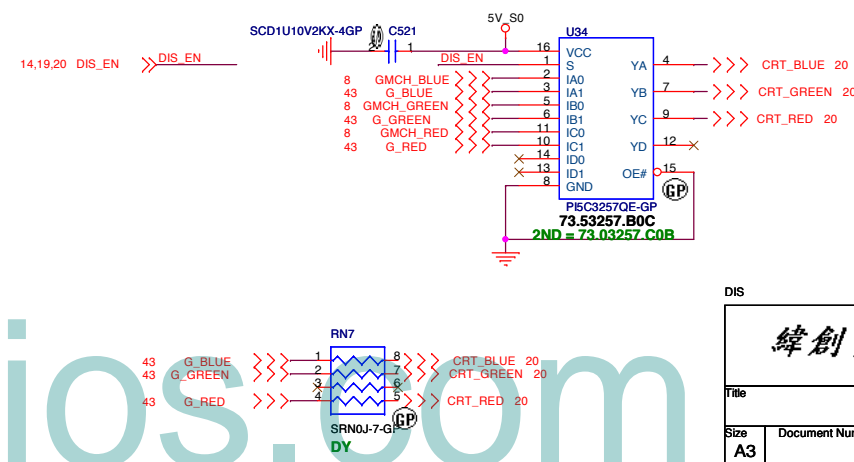 5V_S0
SCD1U10V2KX-4GP C521
2 1
U34
14,19,20 DIS_EN DIS_EN
DIS_EN
16 VCC
1 S YA 4 CRT_BLUE 20
8 GMCH_BLUE 2 IA0
43 G_BLUE 3 IA1 YB 7 CRT_GREEN 20
8 GMCH_GREEN 5 IB0
43 G_GREEN 6 IB1 YC 9 CRT_RED 20
8 GMCH_RED 11 IC0
43 G_RED 10 IC1 YD 12
14 ID0
13 ID1 OE# 15
8 GND
GP
PI5C3257QE-GP
73.53257.B0C
2ND = 73.03257.C0B
DIS
緯創
Title
Size
A3
Document Num
RN7
43 G_BLUE 1 8 CRT_BLUE 20
43 G_GREEN 2 7 CRT_GREEN 20
3 6
43 G_RED 4 5 CRT_RED 20
SRN0J-7-GP
GP
DY
ios.com